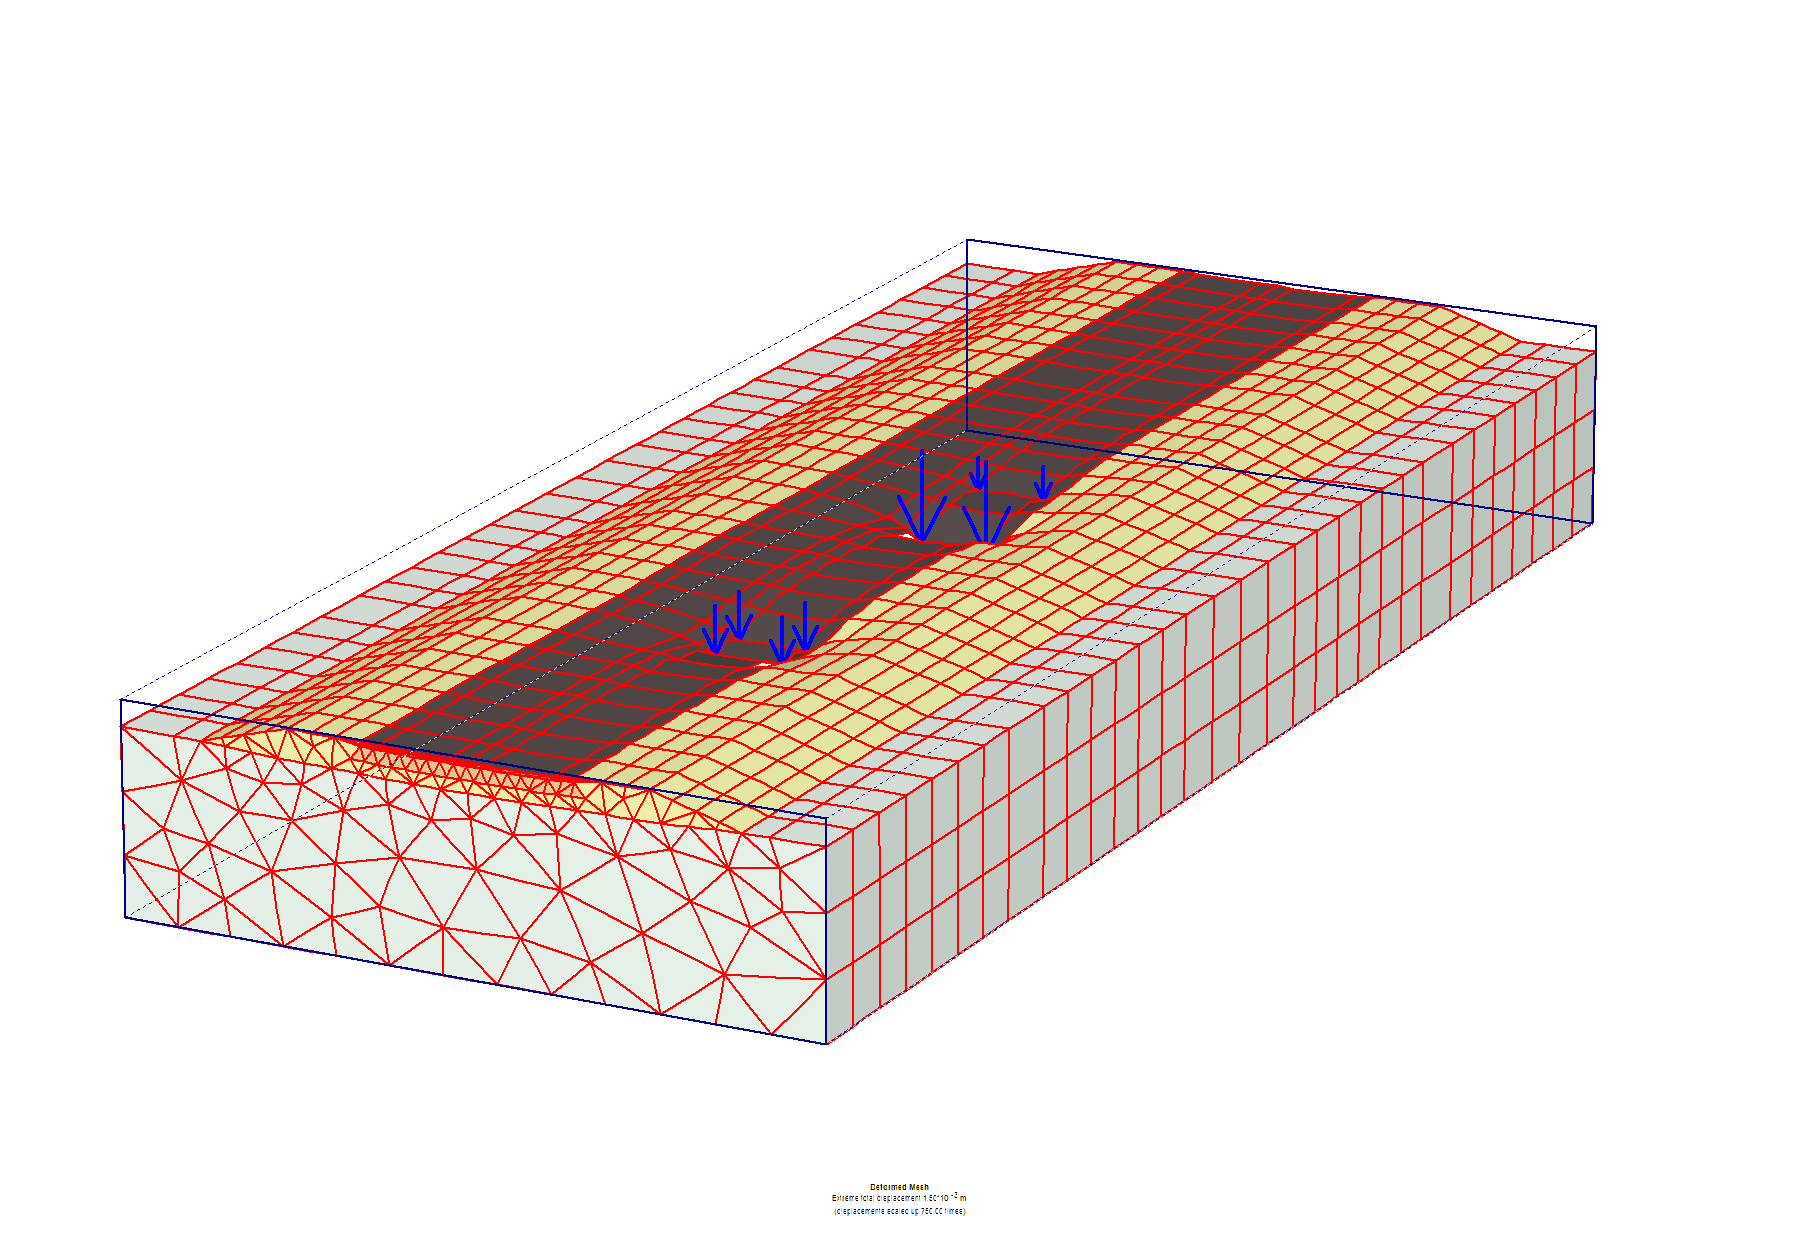 Deformed Mesh
Extreme total displacement 1.50*10⁻³ m
(displacements scaled up 750.00 times)